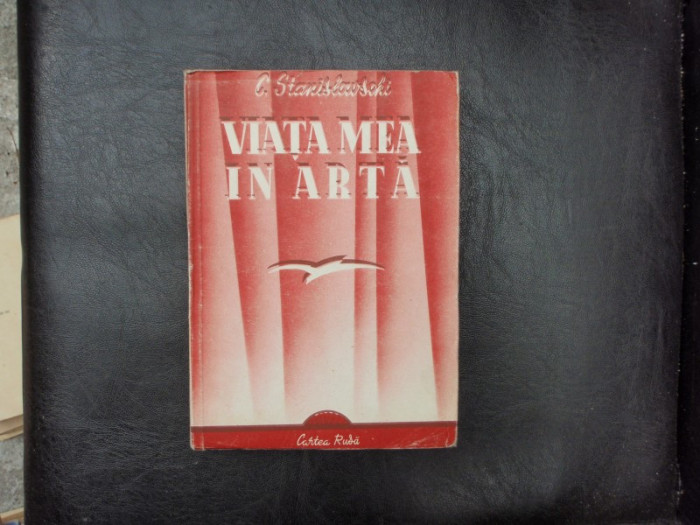 C. Stanislavschi
VIAȚA MEA
IN ARTĂ
Cartea Rusă